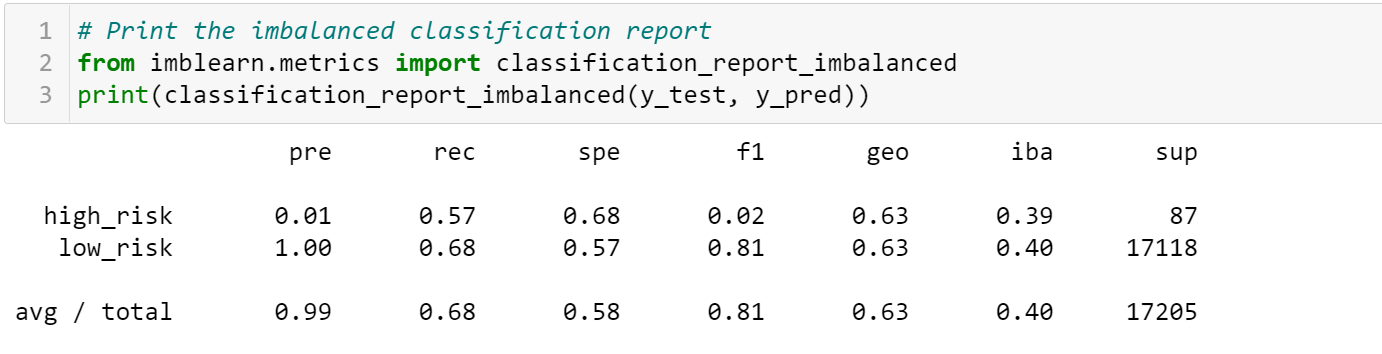 1 # Print the imbalanced classification report
2 from imblearn.metrics import classification_report_imbalanced
3 print(classification_report_imbalanced(y_test, y_pred))
pre rec spe f1 geo iba sup
high_risk 0.01 0.57 0.68 0.02 0.63 0.39 87
low_risk 1.00 0.68 0.57 0.81 0.63 0.40 17118
avg / total 0.99 0.68 0.58 0.81 0.63 0.40 17205